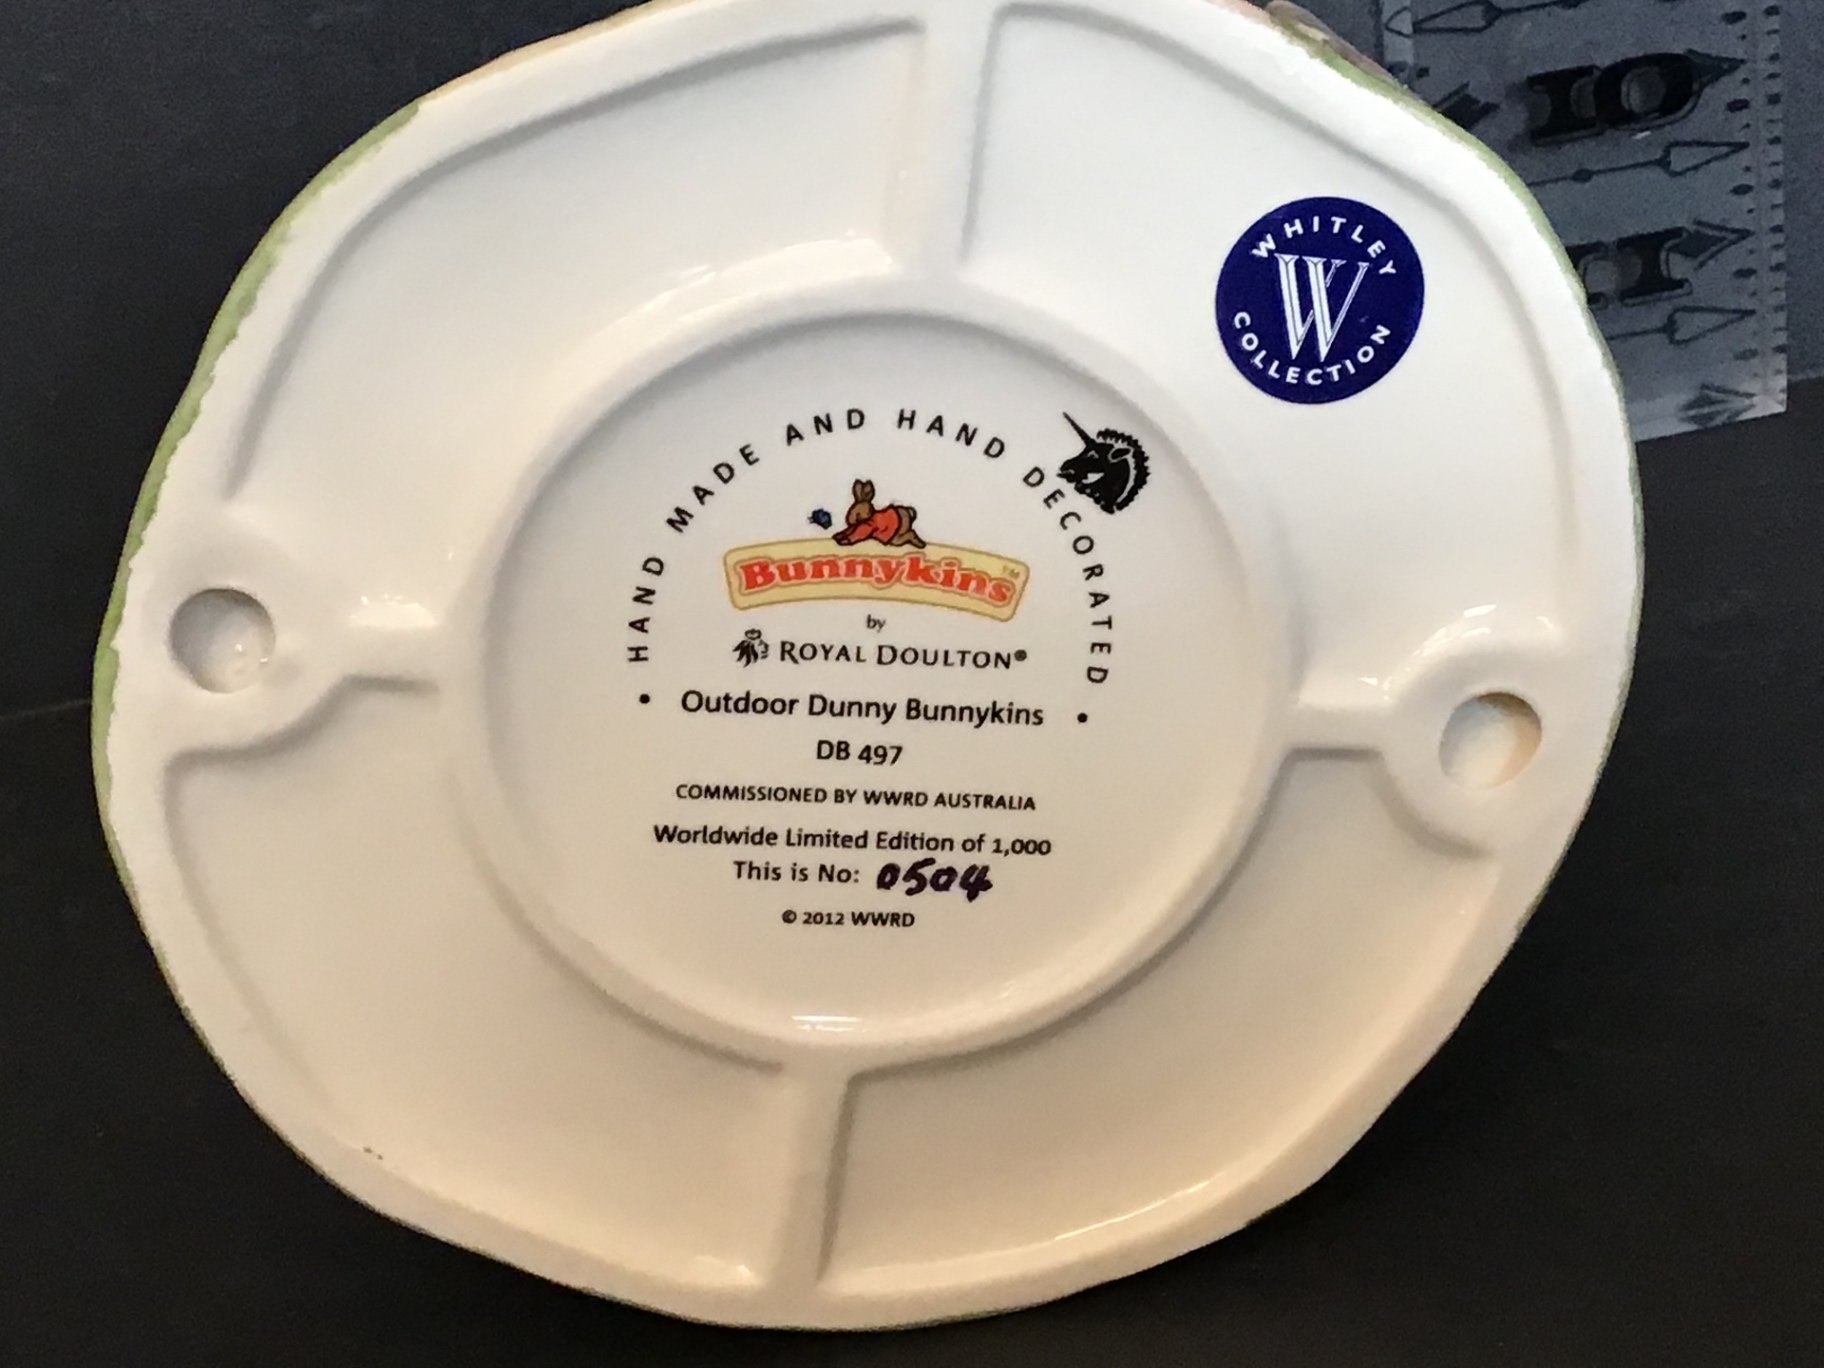 WHITLEY
W
COLLECTION
HAND MADE AND HAND DECORATED
Bunnykins™
by
ROYAL DOULTON®
• Outdoor Dunny Bunnykins •
DB 497
COMMISSIONED BY WWRD AUSTRALIA
Worldwide Limited Edition of 1,000
This is No: 0504
© 2012 WWRD